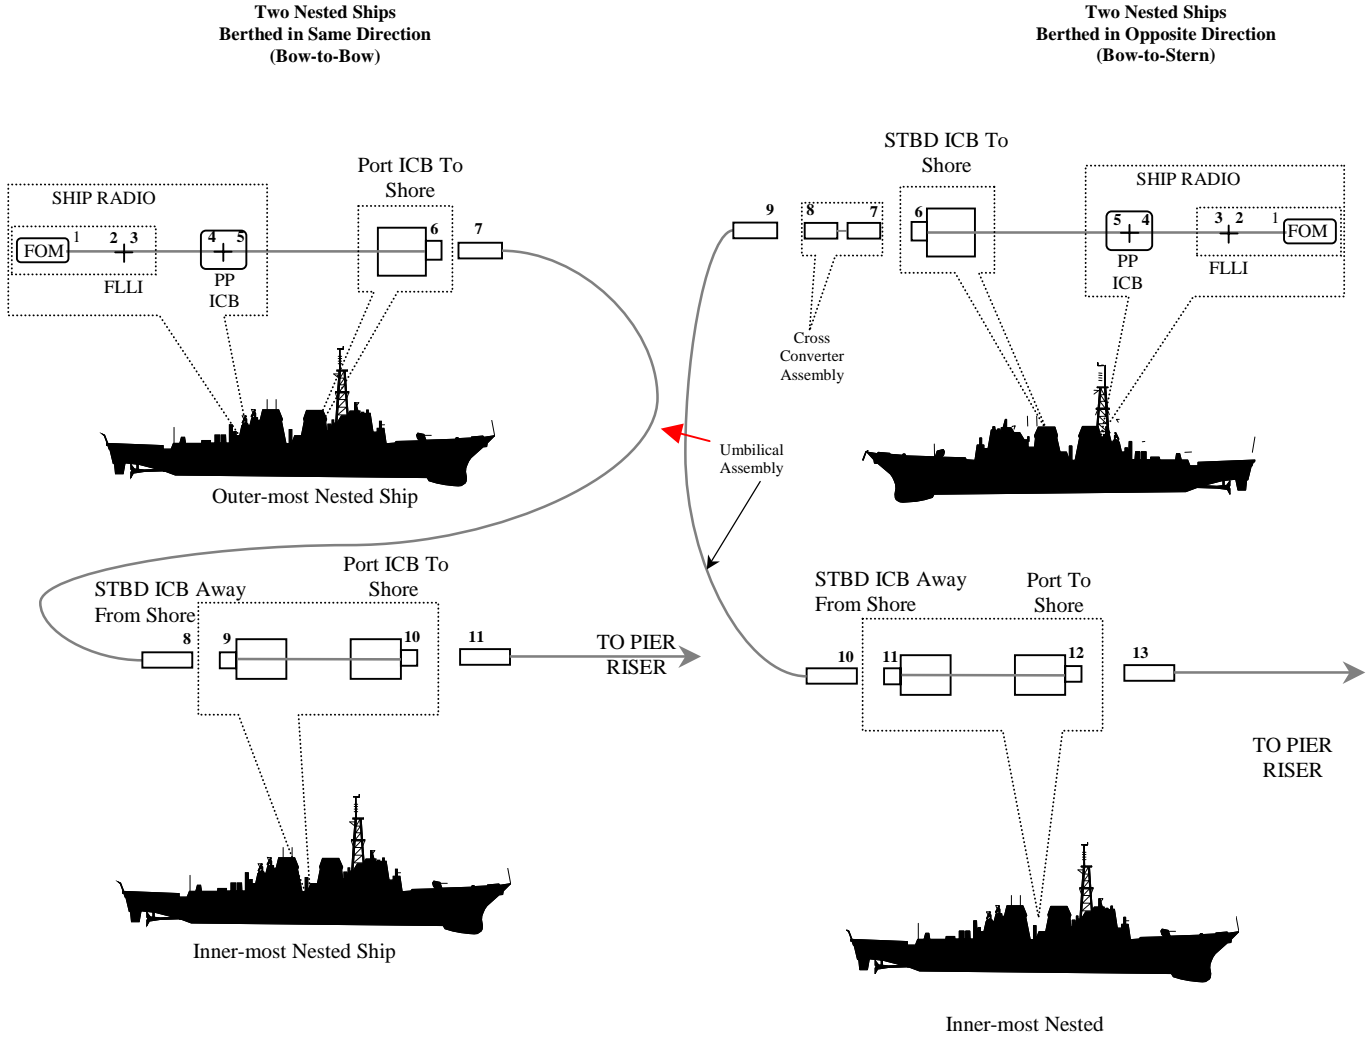 Two Nested Ships
Berthed in Same Direction
(Bow-to-Bow)
Two Nested Ships
Berthed in Opposite Direction
(Bow-to-Stern)
Port ICB To
Shore
SHIP RADIO
FOM
1
2 3
4 5
6
7
FLLI
PP
ICB
Outer-most Nested Ship
STBD ICB Away
From Shore
Port ICB To
Shore
8
9
10
11
TO PIER
RISER
Inner-most Nested Ship
Umbilical
Assembly
STBD ICB To
Shore
SHIP RADIO
9
8
7
6
5 4
3 2
1
FOM
PP
ICB
FLLI
Cross
Converter
Assembly
STBD ICB Away
From Shore
Port To
Shore
10
11
12
13
TO PIER
RISER
Inner-most Nested